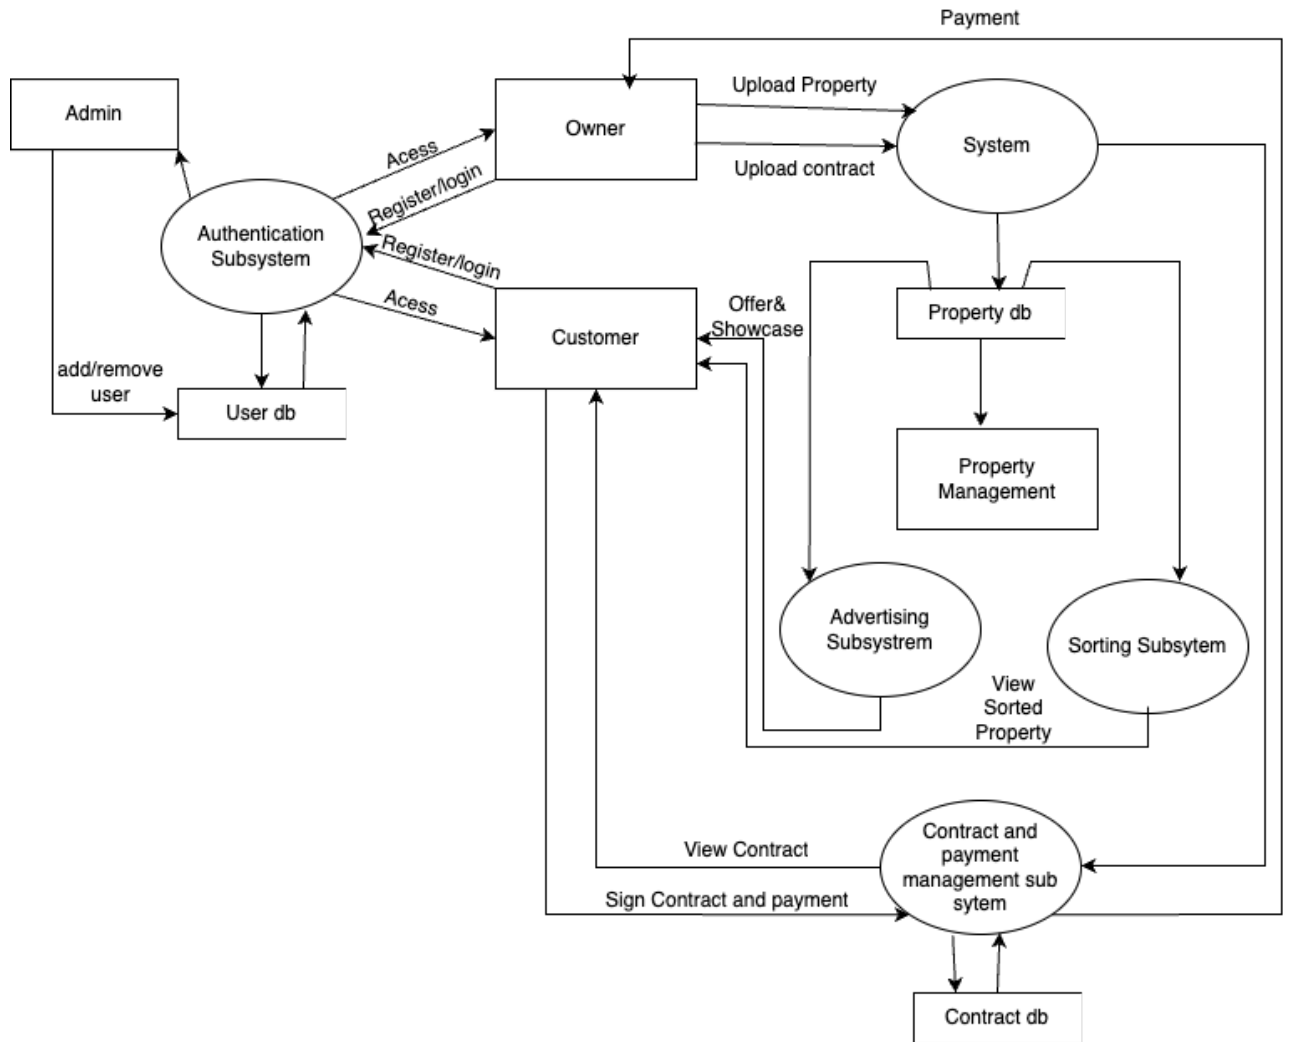 Payment
Admin
Owner
Upload Property
System
Acess
Upload contract
Register/login
Authentication
Subsystem
Register/login
Acess
Customer
Offer&
Showcase
Property db
add/remove
user
User db
Property
Management
Advertising
Subsystrem
Sorting Subsytem
View
Sorted
Property
View Contract
Contract and
payment
management sub
sytem
Sign Contract and payment
Contract db